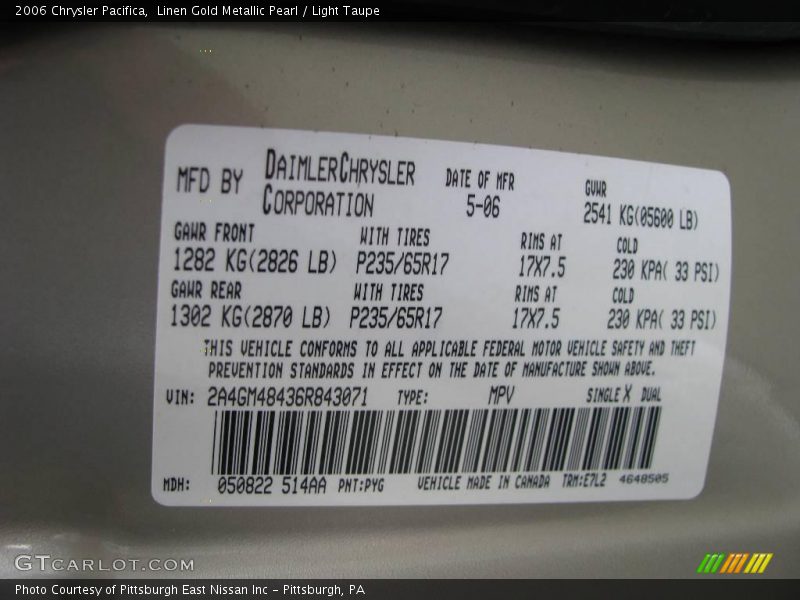 2006 Chrysler Pacifica,  Linen Gold Metallic Pearl / Light Taupe
MFD BY DAIMLERCHRYSLER CORPORATION DATE OF MFR 5-06 GVWR 2541 KG(05600 LB)
GAWR FRONT WITH TIRES RIMS AT COLD
1282 KG(2826 LB) P235/65R17 17X7.5 230 KPA( 33 PSI)
GAWR REAR WITH TIRES RIMS AT COLD
1302 KG(2870 LB) P235/65R17 17X7.5 230 KPA( 33 PSI)
THIS VEHICLE CONFORMS TO ALL APPLICABLE FEDERAL MOTOR VEHICLE SAFETY AND THEFT
PREVENTION STANDARDS IN EFFECT ON THE DATE OF MANUFACTURE SHOWN ABOVE.
VIN: 2A4GM48436R843071 TYPE: MPV SINGLE X DUAL
MDH: 050822 514AA PNT:PYG VEHICLE MADE IN CANADA TRM:E7L2 4648505
GTCARLOT.COM
Photo Courtesy of Pittsburgh East Nissan Inc - Pittsburgh, PA